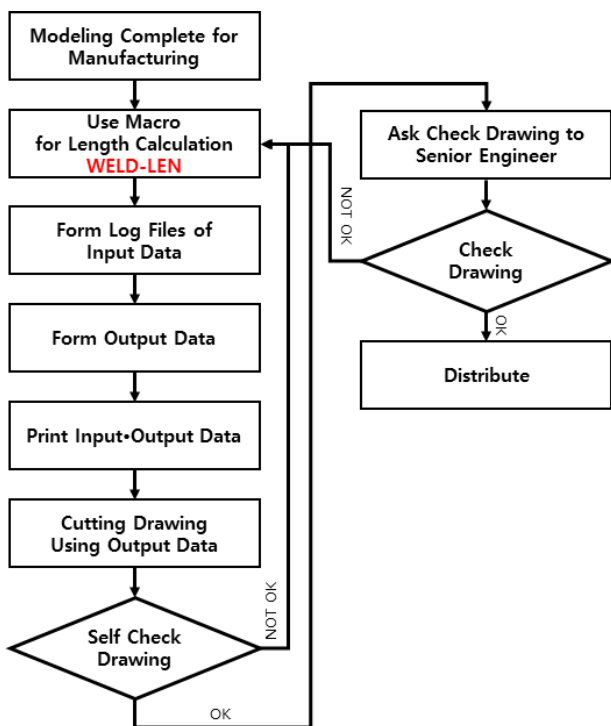 Modeling Complete for
Manufacturing
Use Macro
for Length Calculation
WELD-LEN
Form Log Files of
Input Data
Form Output Data
Print Input•Output Data
Cutting Drawing
Using Output Data
Self Check
Drawing
NOT OK
OK
Ask Check Drawing to
Senior Engineer
Check
Drawing
NOT OK
OK
Distribute